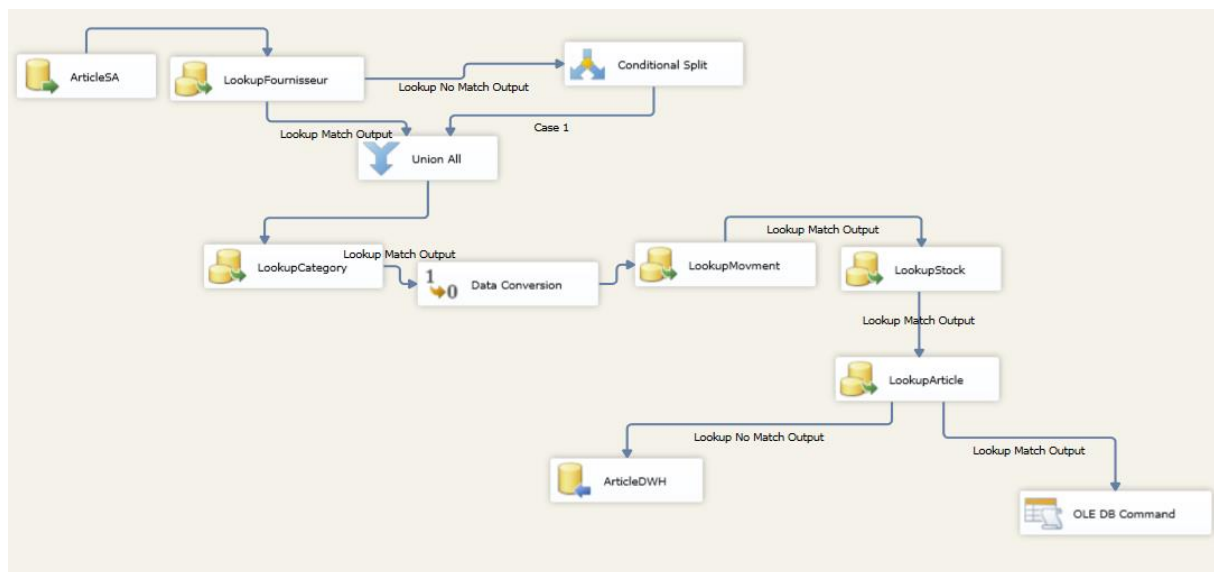 ArticleSA
LookupFournisseur
Conditional Split
Lookup No Match Output
Lookup Match Output
Case 1
Union All
LookupCategory
Lookup Match Output
1
0
Data Conversion
LookupMovment
Lookup Match Output
LookupStock
Lookup Match Output
LookupArticle
Lookup No Match Output
Lookup Match Output
ArticleDWH
OLE DB Command